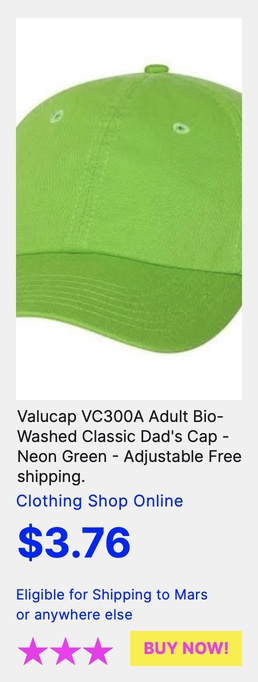 Valucap VC300A Adult Bio-
Washed Classic Dad's Cap -
Neon Green - Adjustable Free
shipping.
Clothing Shop Online
$3.76
Eligible for Shipping to Mars
or anywhere else
BUY NOW!